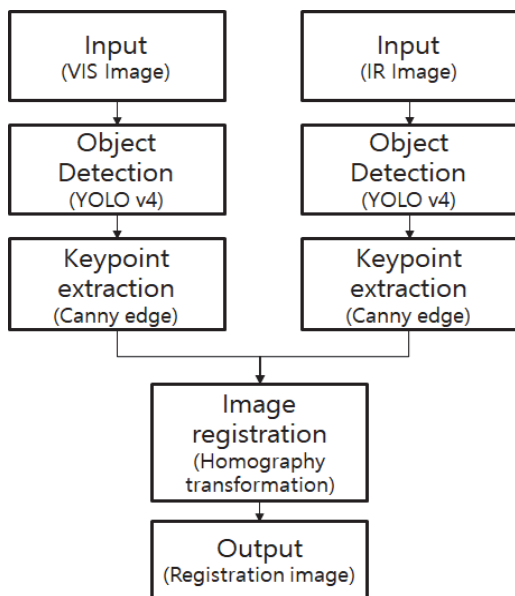 Input
(VIS Image)
Input
(IR Image)
Object
Detection
(YOLO v4)
Object
Detection
(YOLO v4)
Keypoint
extraction
(Canny edge)
Keypoint
extraction
(Canny edge)
Image
registration
(Homography
transformation)
Output
(Registration image)